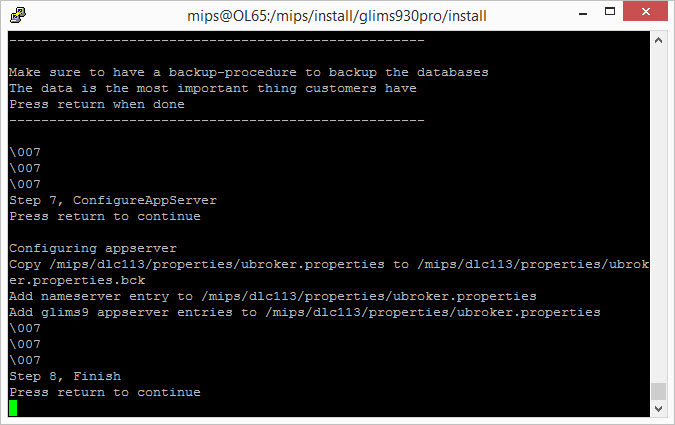 mips@OL65:/mips/install/glims930pro/install
----------------------------------------------------
Make sure to have a backup-procedure to backup the databases
The data is the most important thing customers have
Press return when done
----------------------------------------------------
\007
\007
\007
Step 7, ConfigureAppServer
Press return to continue
Configuring appserver
Copy /mips/dlc113/properties/ubroker.properties to /mips/dlc113/properties/ubrok
er.properties.bck
Add nameserver entry to /mips/dlc113/properties/ubroker.properties
Add glims9 appserver entries to /mips/dlc113/properties/ubroker.properties
\007
\007
\007
Step 8, Finish
Press return to continue